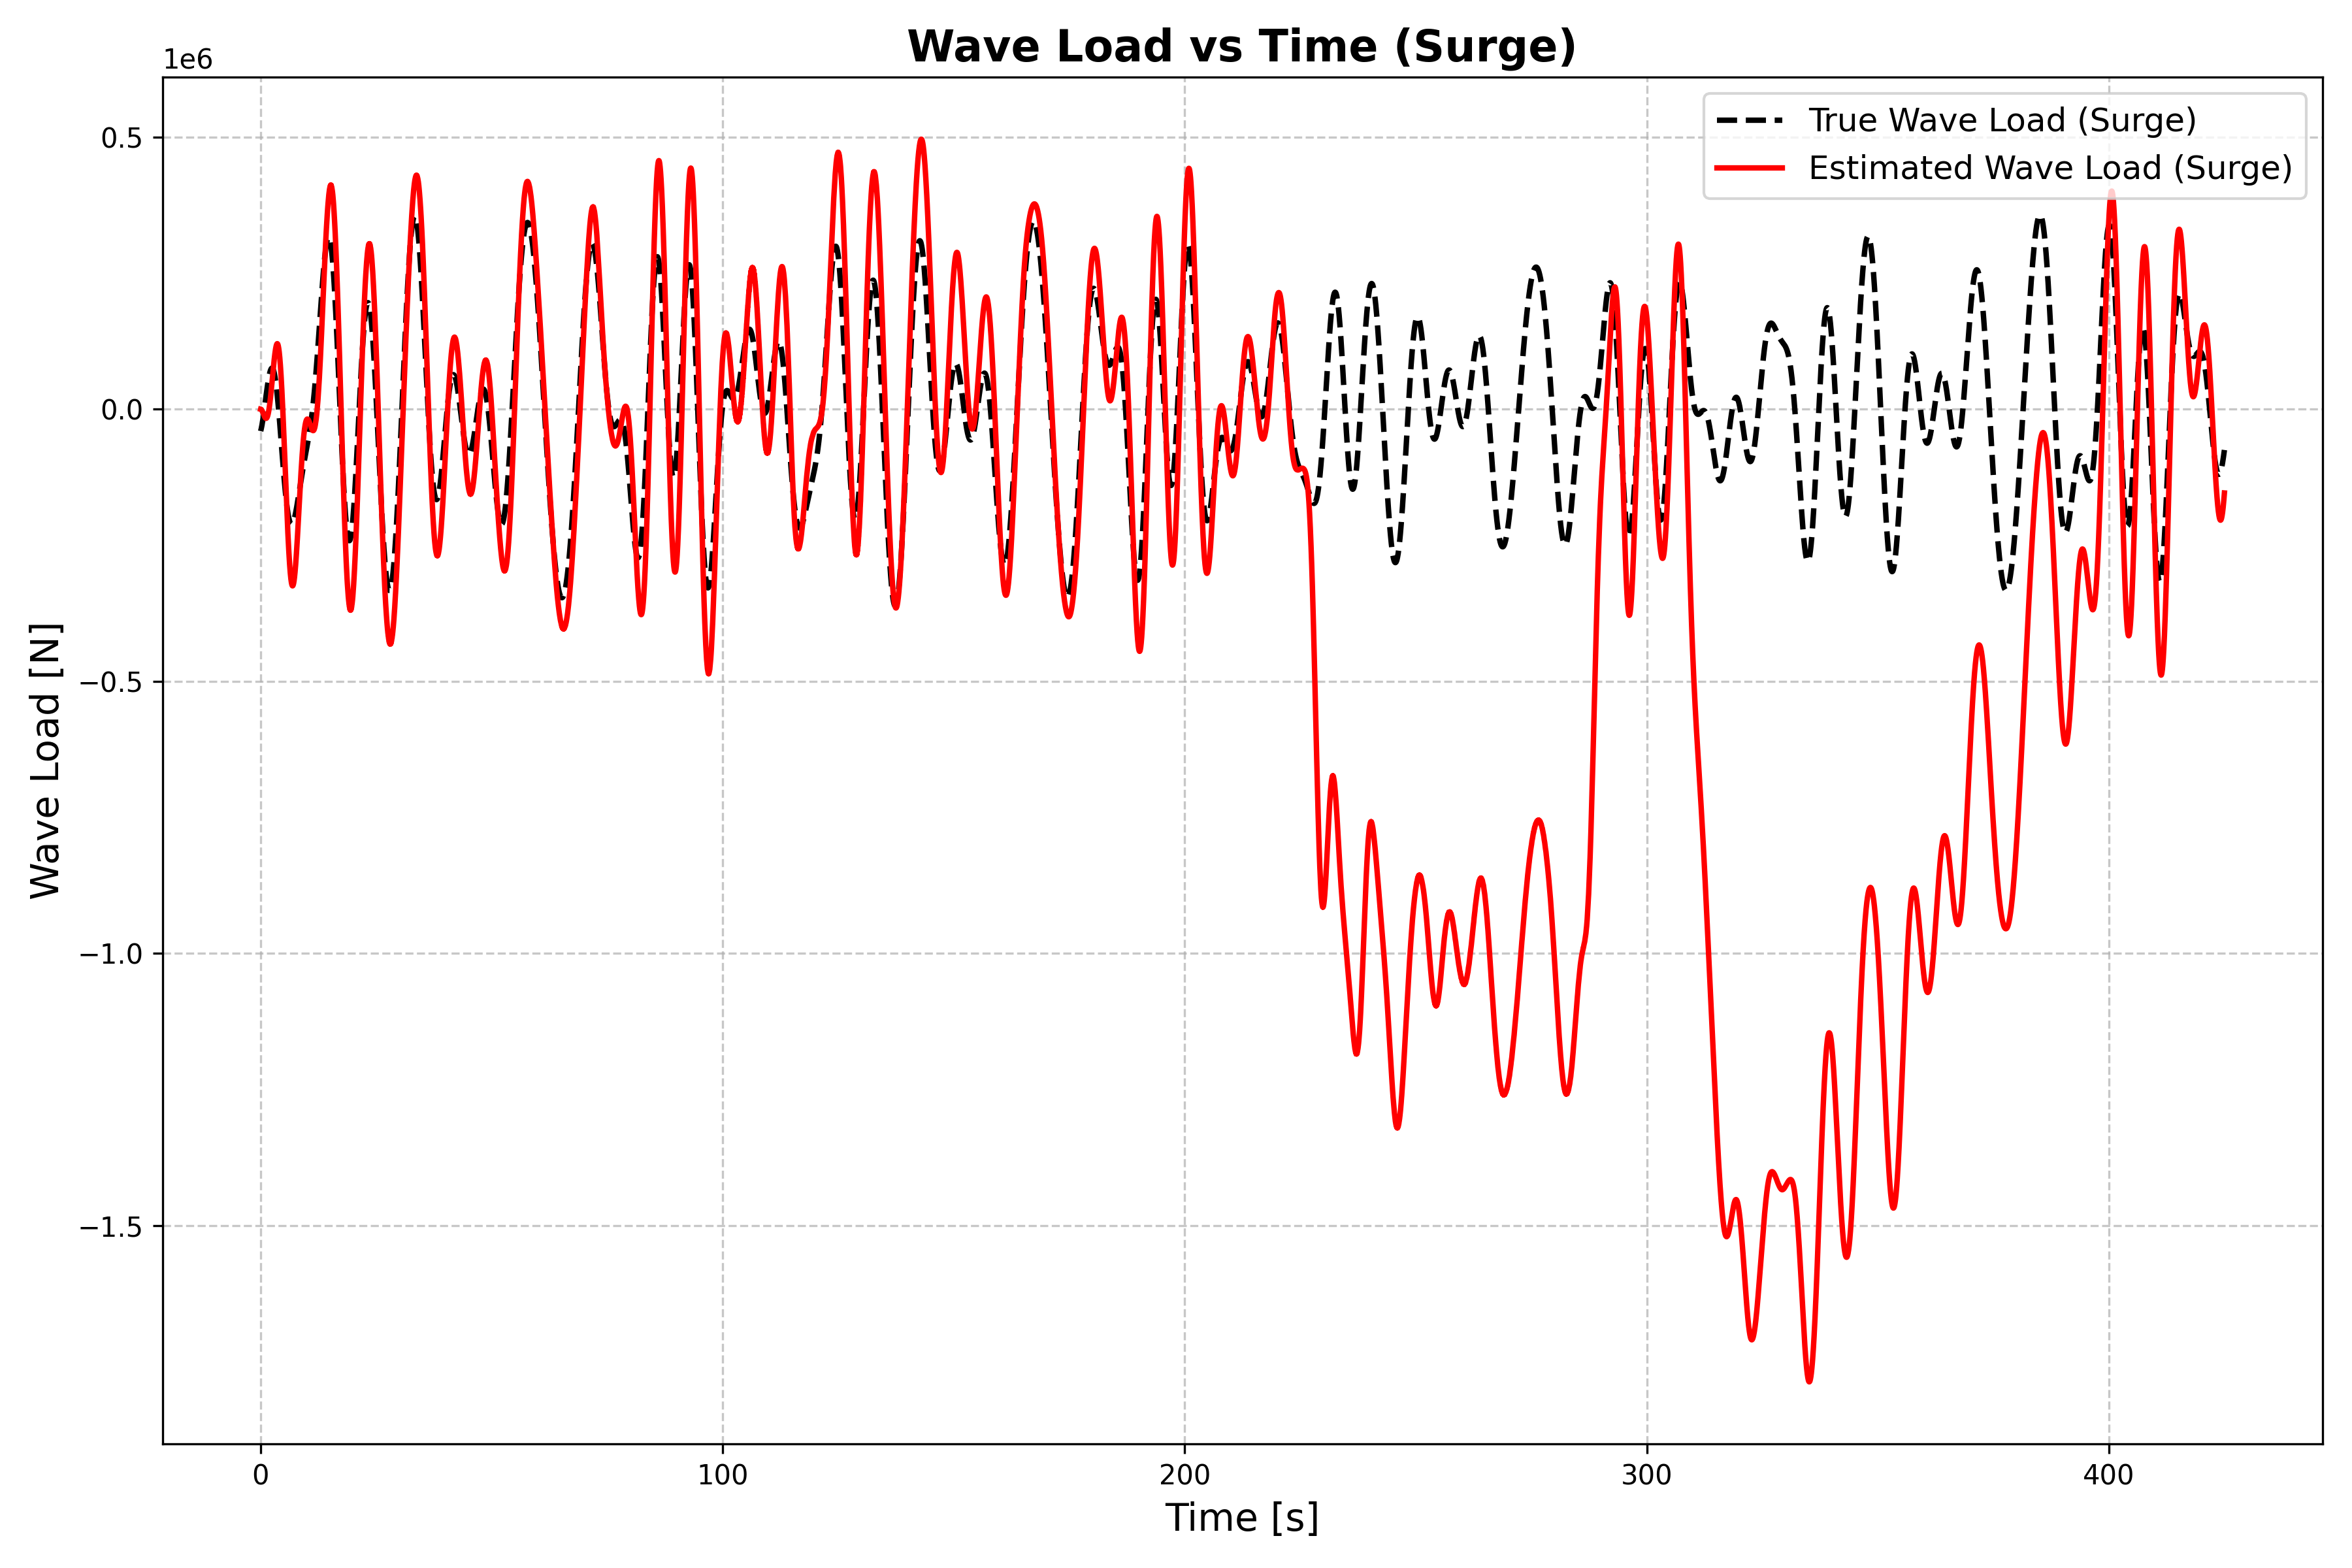 Wave Load vs Time (Surge)
1e6
True Wave Load (Surge)
Estimated Wave Load (Surge)
0.5
0.0
−0.5
−1.0
−1.5
Wave Load [N]
0 100 200 300 400
Time [s]